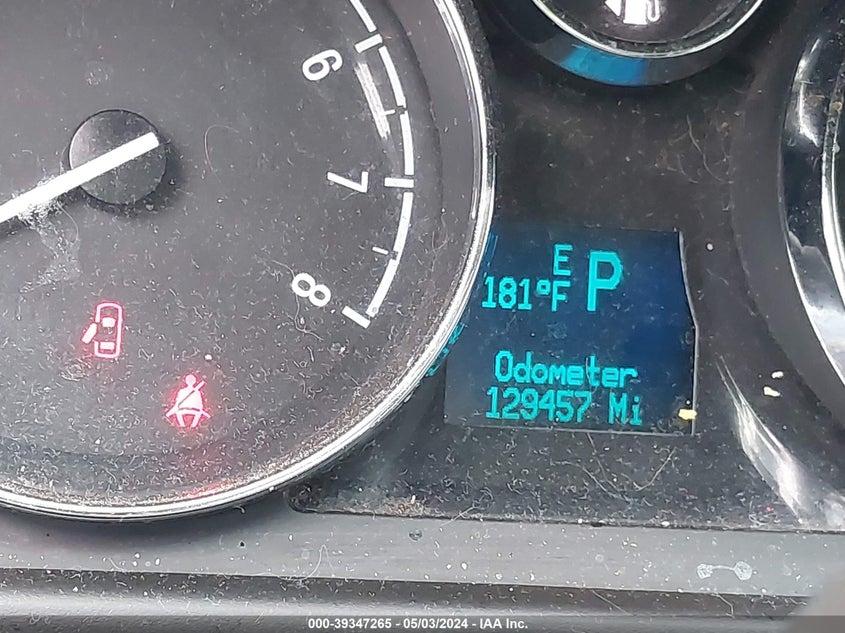 6
7
8
E
181°F P
Odometer
129457 Mi
000-39347265 - 05/03/2024 - IAA Inc.